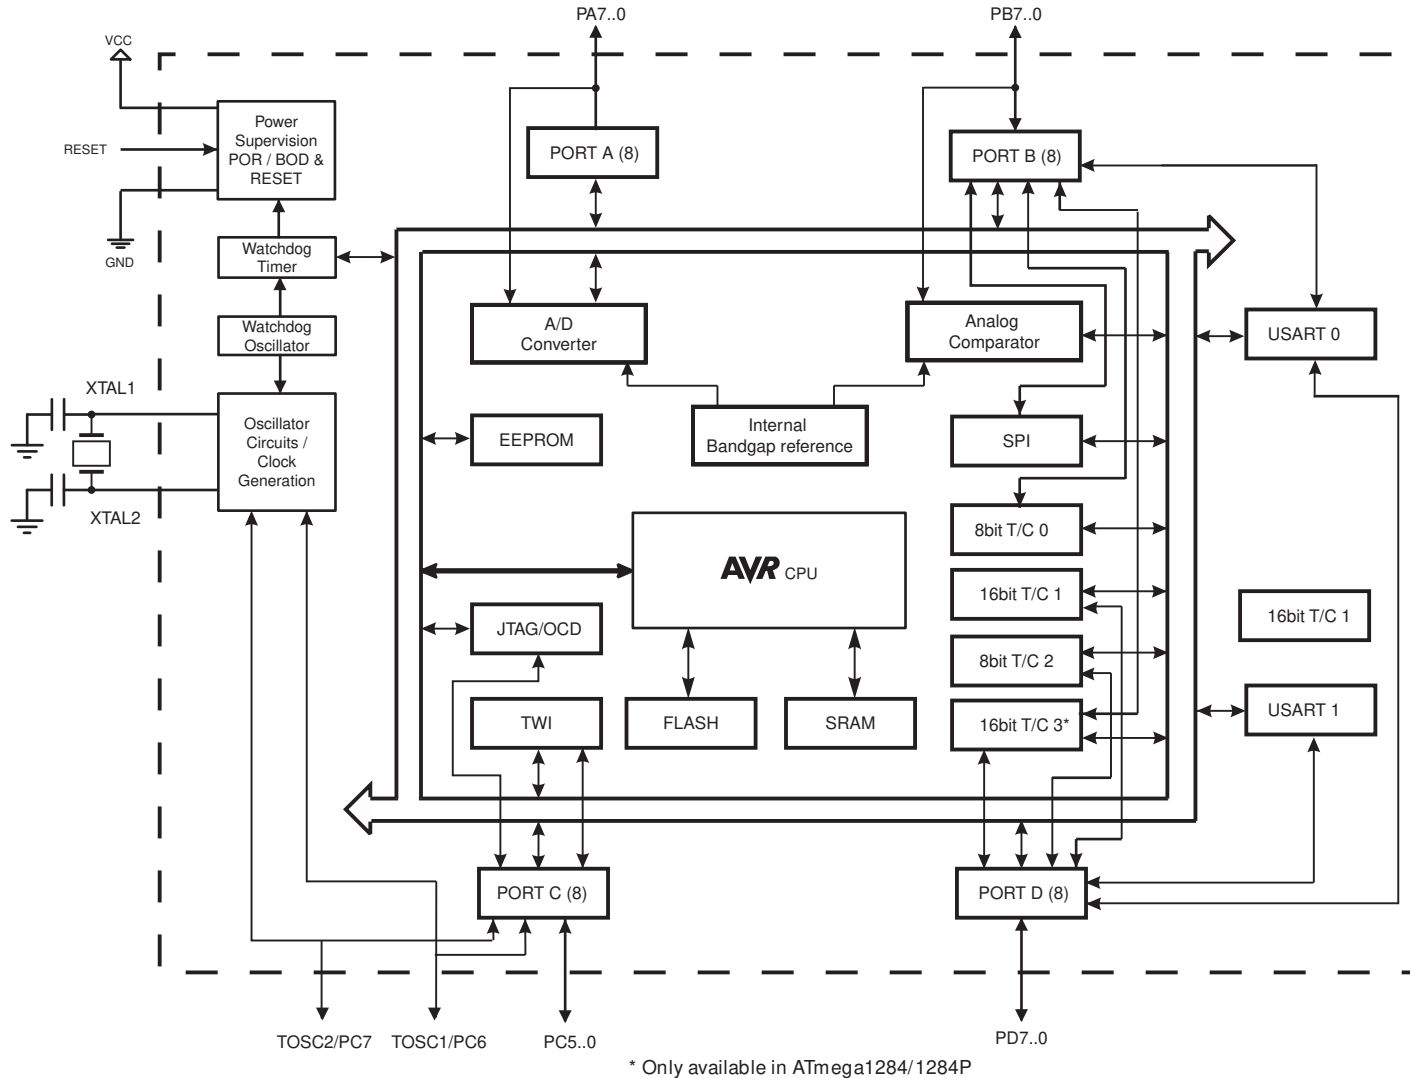 PA7..0
PB7..0
VCC
Power
Supervision
POR / BOD &
RESET
RESET
PORT A (8)
PORT B (8)
GND
Watchdog
Timer
Watchdog
Oscillator
A/D
Converter
Analog
Comparator
USART 0
XTAL1
Oscillator
Circuits /
Clock
Generation
XTAL2
EEPROM
Internal
Bandgap reference
SPI
8bit T/C 0
AVR CPU
16bit T/C 1
16bit T/C 1
JTAG/OCD
8bit T/C 2
TWI
FLASH
SRAM
16bit T/C 3*
USART 1
PORT C (8)
PORT D (8)
TOSC2/PC7
TOSC1/PC6
PC5..0
PD7..0
* Only available in ATmega1284/1284P